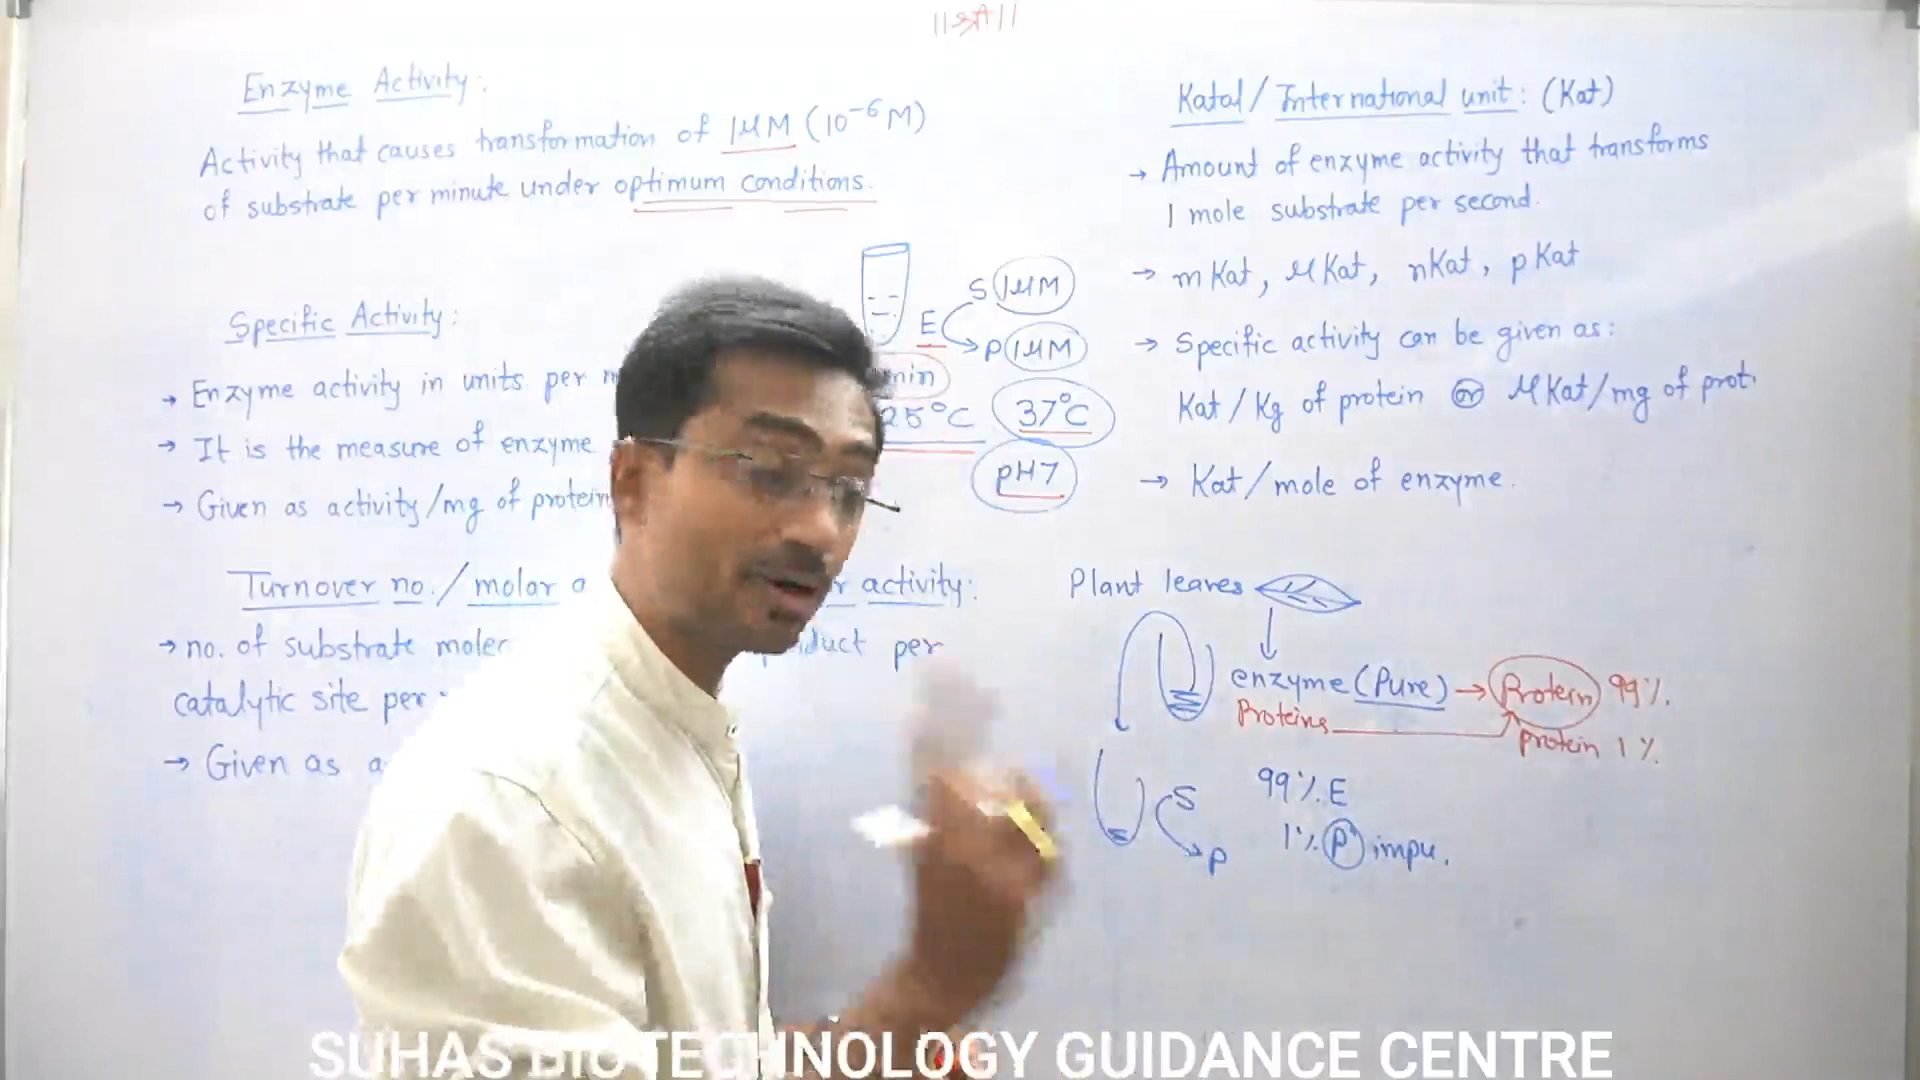 ||श्री||
Enzyme Activity:
Activity that causes transformation of 1μM (10⁻⁶ M)
of substrate per minute under optimum conditions.
Specific Activity:
→ Enzyme activity in units per
→ It is the measure of enzyme
→ Given as activity/mg of protein
Turnover no./molar activity:
→ no. of substrate product per
catalytic site per
→ Given as
E S 1μM
P 1μM
min
25°C 37°C
pH7
Katal/International unit: (Kat)
→ Amount of enzyme activity that transforms
1 mole substrate per second.
→ mKat, μKat, nKat, pKat
→ Specific activity can be given as:
Kat/Kg of protein or μKat/mg of prot.
→ Kat/mole of enzyme.
Plant leaves
enzyme (Pure) → Protein 99%.
Proteins protein 1%.
S 99%.E
P 1%. P impu.
SUHAS BIOTECHNOLOGY GUIDANCE CENTRE